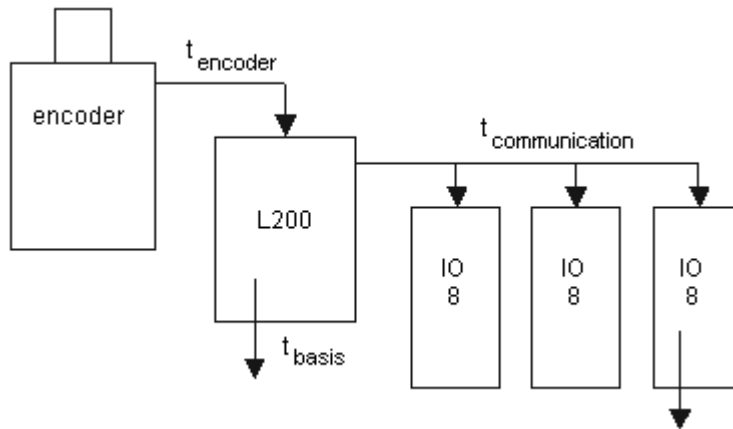 t encoder
encoder
t communication
L200
IO
8
IO
8
IO
8
t basis